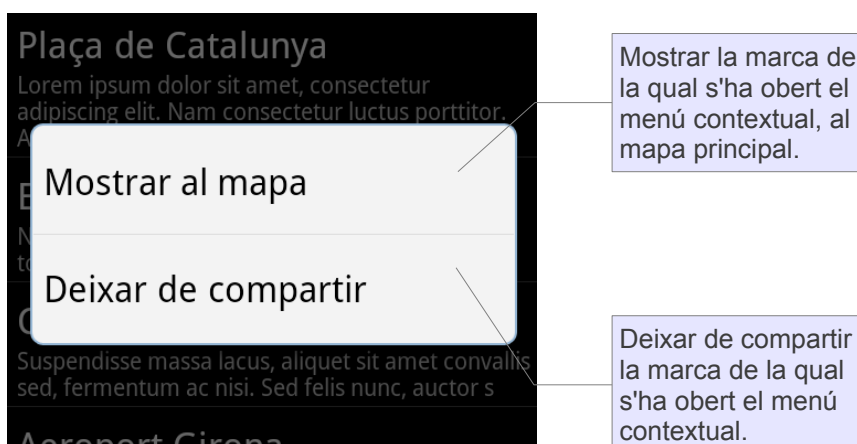 Plaça de Catalunya
Lorem ipsum dolor sit amet, consectetur
adipiscing elit. Nam consectetur luctus porttitor.
Mostrar al mapa
Deixar de compartir
Suspendisse massa lacus, aliquet sit amet convallis
sed, fermentum ac nisi. Sed felis nunc, auctor s
Aeroport Girona
Mostrar la marca de
la qual s'ha obert el
menú contextual, al
mapa principal.
Deixar de compartir
la marca de la qual
s'ha obert el menú
contextual.